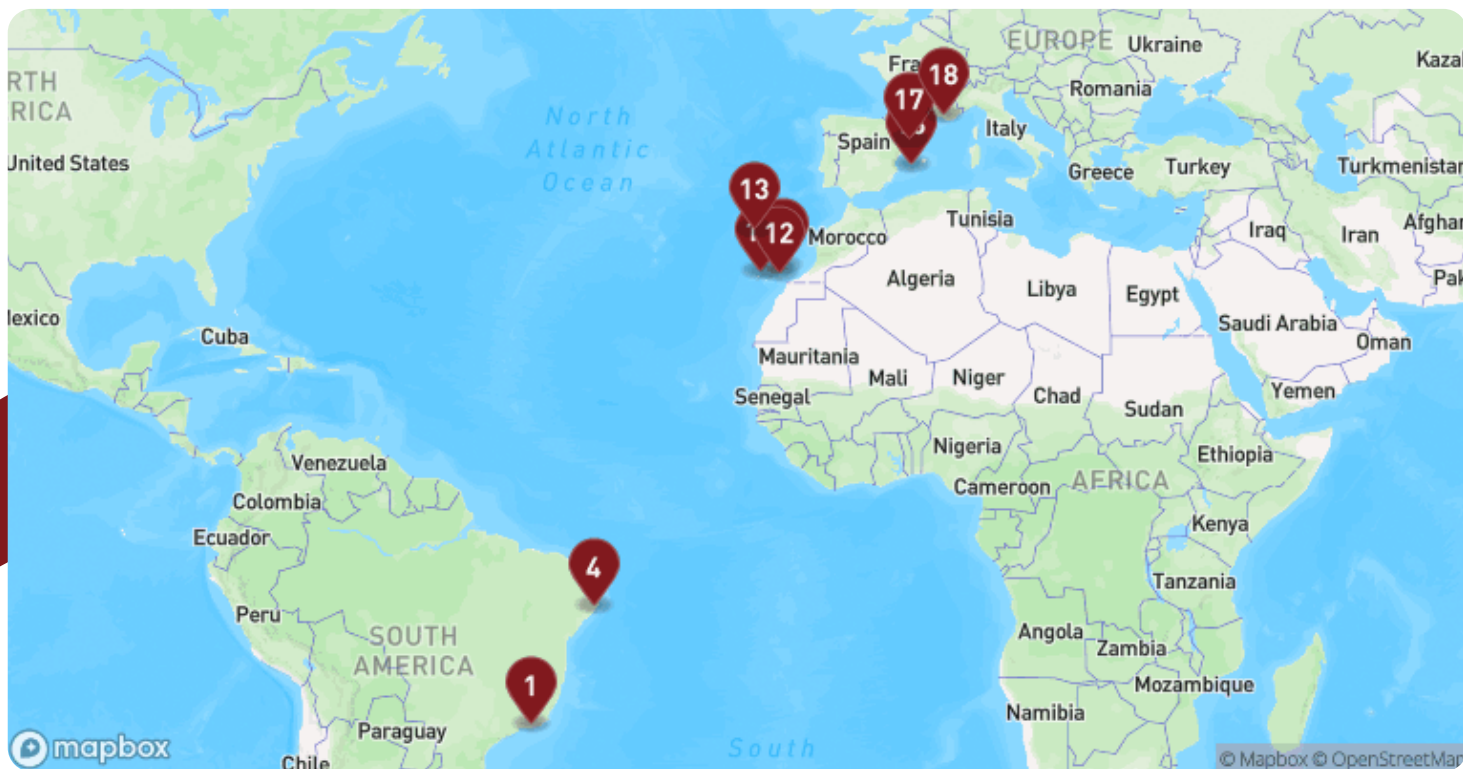 EUROPE
Ukraine
Kazak
Fra
18
17
Romania
RTH
RICA
North
Atlantic
Ocean
Spain
Italy
Greece
Turkey
Turkmenistan
United States
13
12
1
Morocco
Tunisia
Iraq
Iran
Afghan
Algeria
Libya
Egypt
Pak
Mexico
Cuba
Saudi Arabia
Oman
Mauritania
Mali
Niger
Chad
Sudan
Yemen
Senegal
Nigeria
Ethiopia
Venezuela
Colombia
Cameroon
AFRICA
Kenya
Ecuador
4
Tanzania
Peru
SOUTH
AMERICA
Angola
Zambia
1
Mozambique
Namibia
Paraguay
South
Chile
mapbox
© Mapbox © OpenStreetMap